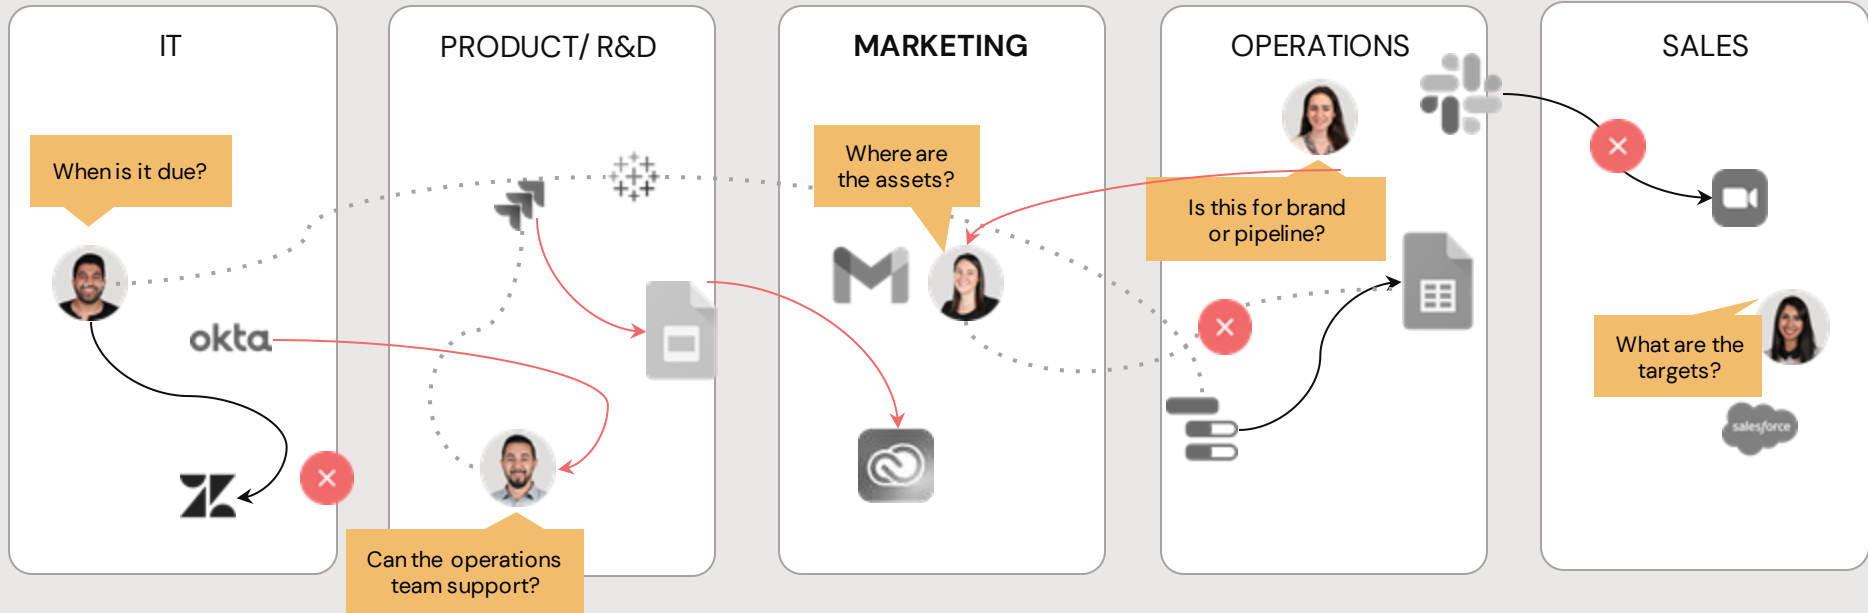 IT
When is it due?
okta
PRODUCT/ R&D
Can the operations
team support?
MARKETING
Where are
the assets?
OPERATIONS
Is this for brand
or pipeline?
SALES
What are the
targets?
salesforce